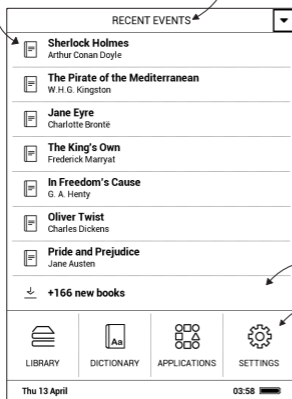 RECENT EVENTS
Sherlock Holmes
Arthur Conan Doyle
The Pirate of the Mediterranean
W.H.G. Kingston
Jane Eyre
Charlotte Brontë
The King's Own
Frederick Marryat
In Freedom's Cause
G. A. Henty
Oliver Twist
Charles Dickens
Pride and Prejudice
Jane Austen
+166 new books
Aa
LIBRARY DICTIONARY APPLICATIONS SETTINGS
Thu 13 April 03:58